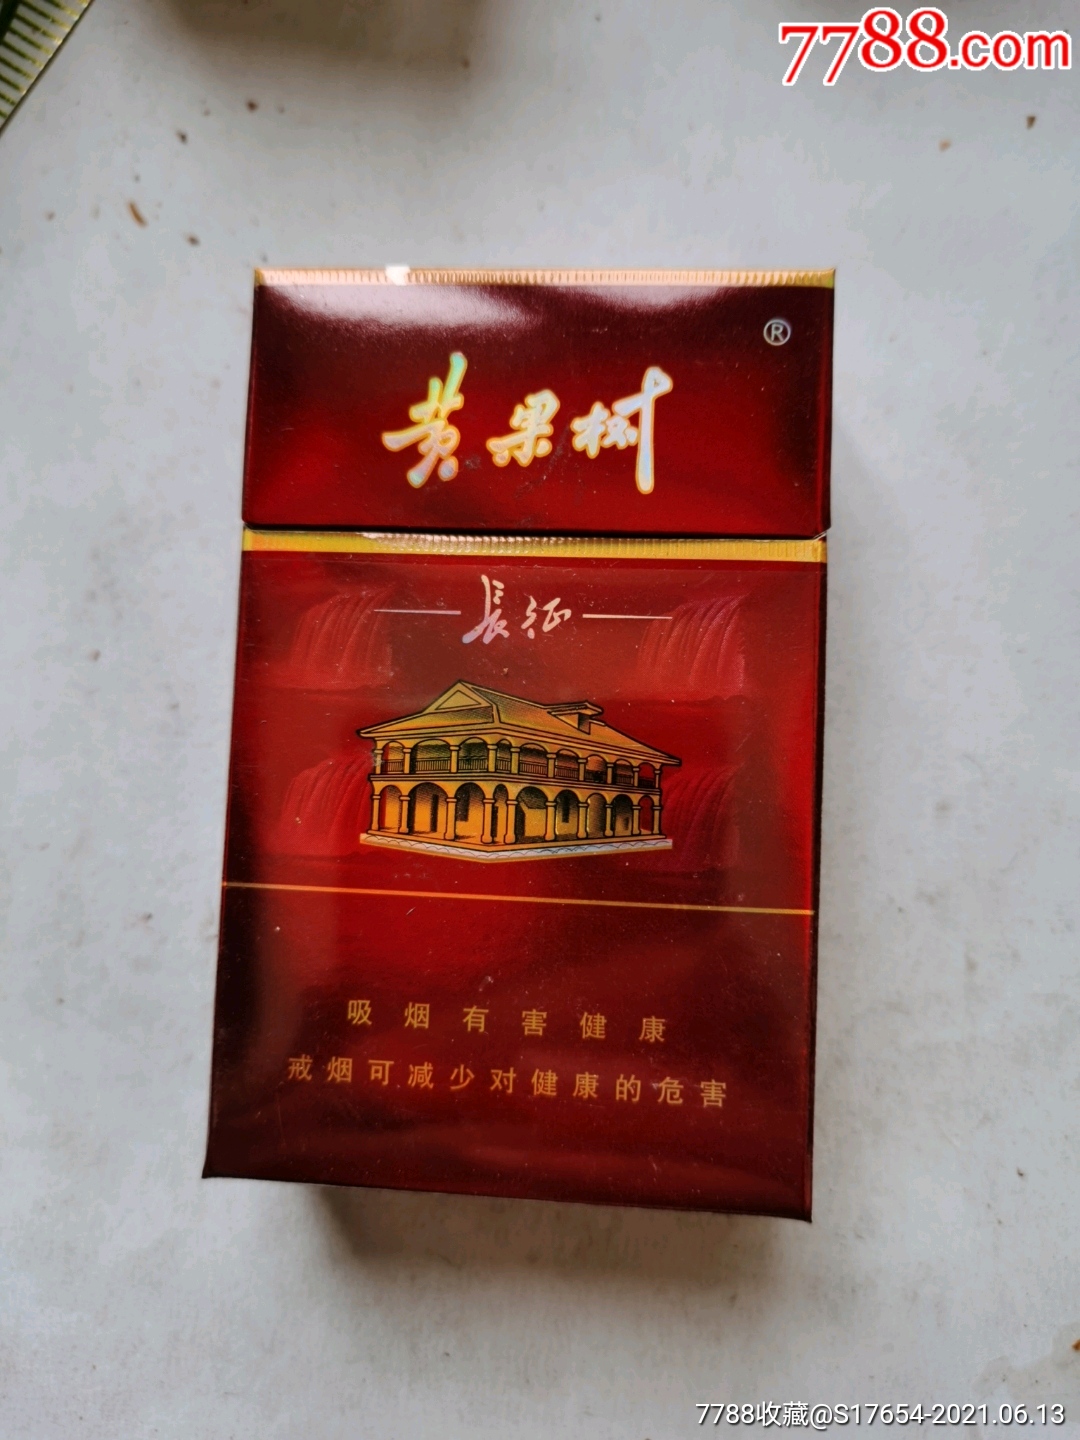 7788.com
®
黄果树
長征
吸烟有害健康
戒烟可减少对健康的危害
7788收藏@S17654-2021.06.13